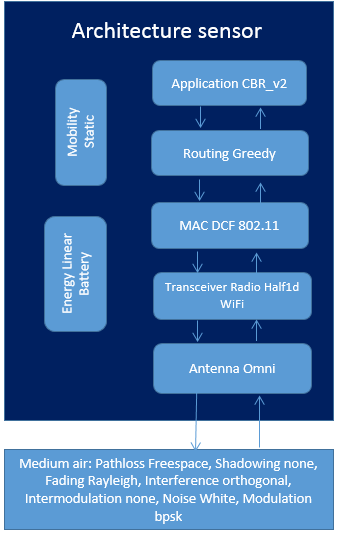 Architecture sensor
Application CBR_v2
Mobility
Static
Routing Greedy
MAC DCF 802.11
Energy Linear
Battery
Transceiver Radio Half1d
WiFi
Antenna Omni
Medium air: Pathloss Freespace, Shadowing none,
Fading Rayleigh, Interference orthogonal,
Intermodulation none, Noise White, Modulation
bpsk